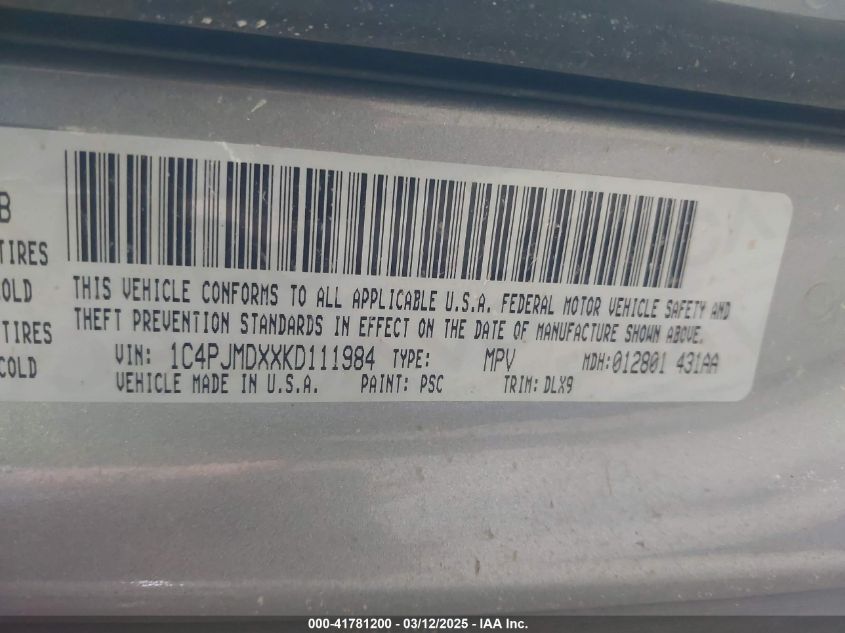 B
TIRES
COLD
TIRES
COLD
THIS VEHICLE CONFORMS TO ALL APPLICABLE U.S.A. FEDERAL MOTOR VEHICLE SAFETY AND
THEFT PREVENTION STANDARDS IN EFFECT ON THE DATE OF MANUFACTURE SHOWN ABOVE.
VIN: 1C4PJMDXXKD111984 TYPE: MPV MDH:012801 431AA
VEHICLE MADE IN U.S.A. PAINT: PSC TRIM: DLX9
000-41781200 - 03/12/2025 - IAA Inc.